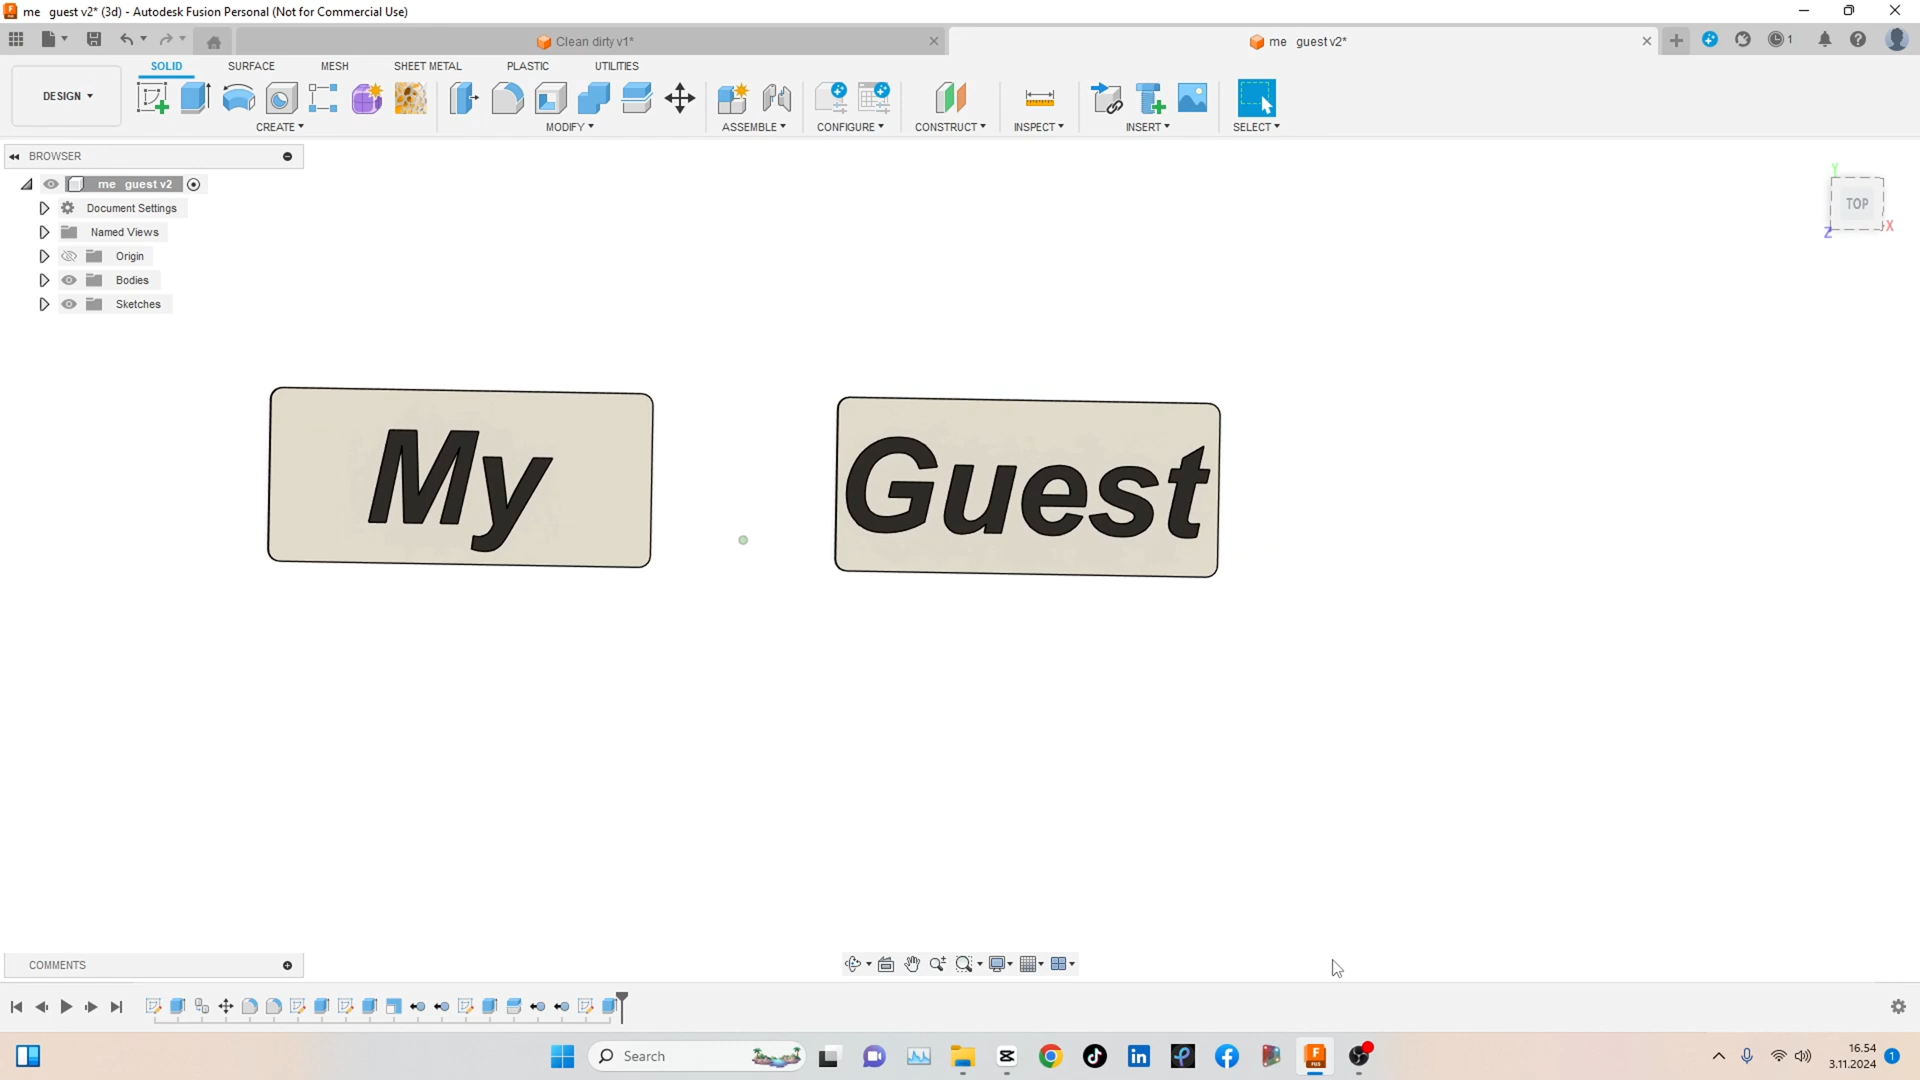 me guest v2* (3d) - Autodesk Fusion Personal (Not for Commercial Use)
Clean dirty v1*
me guest v2*
1
DESIGN
SOLID
SURFACE
MESH
SHEET METAL
PLASTIC
UTILITIES
CREATE
MODIFY
ASSEMBLE
CONFIGURE
CONSTRUCT
INSPECT
INSERT
SELECT
BROWSER
me guest v2
Document Settings
Named Views
Origin
Bodies
Sketches
Y
TOP
X
Z
My
Guest
COMMENTS
Search
16.54
3.11.2024
1